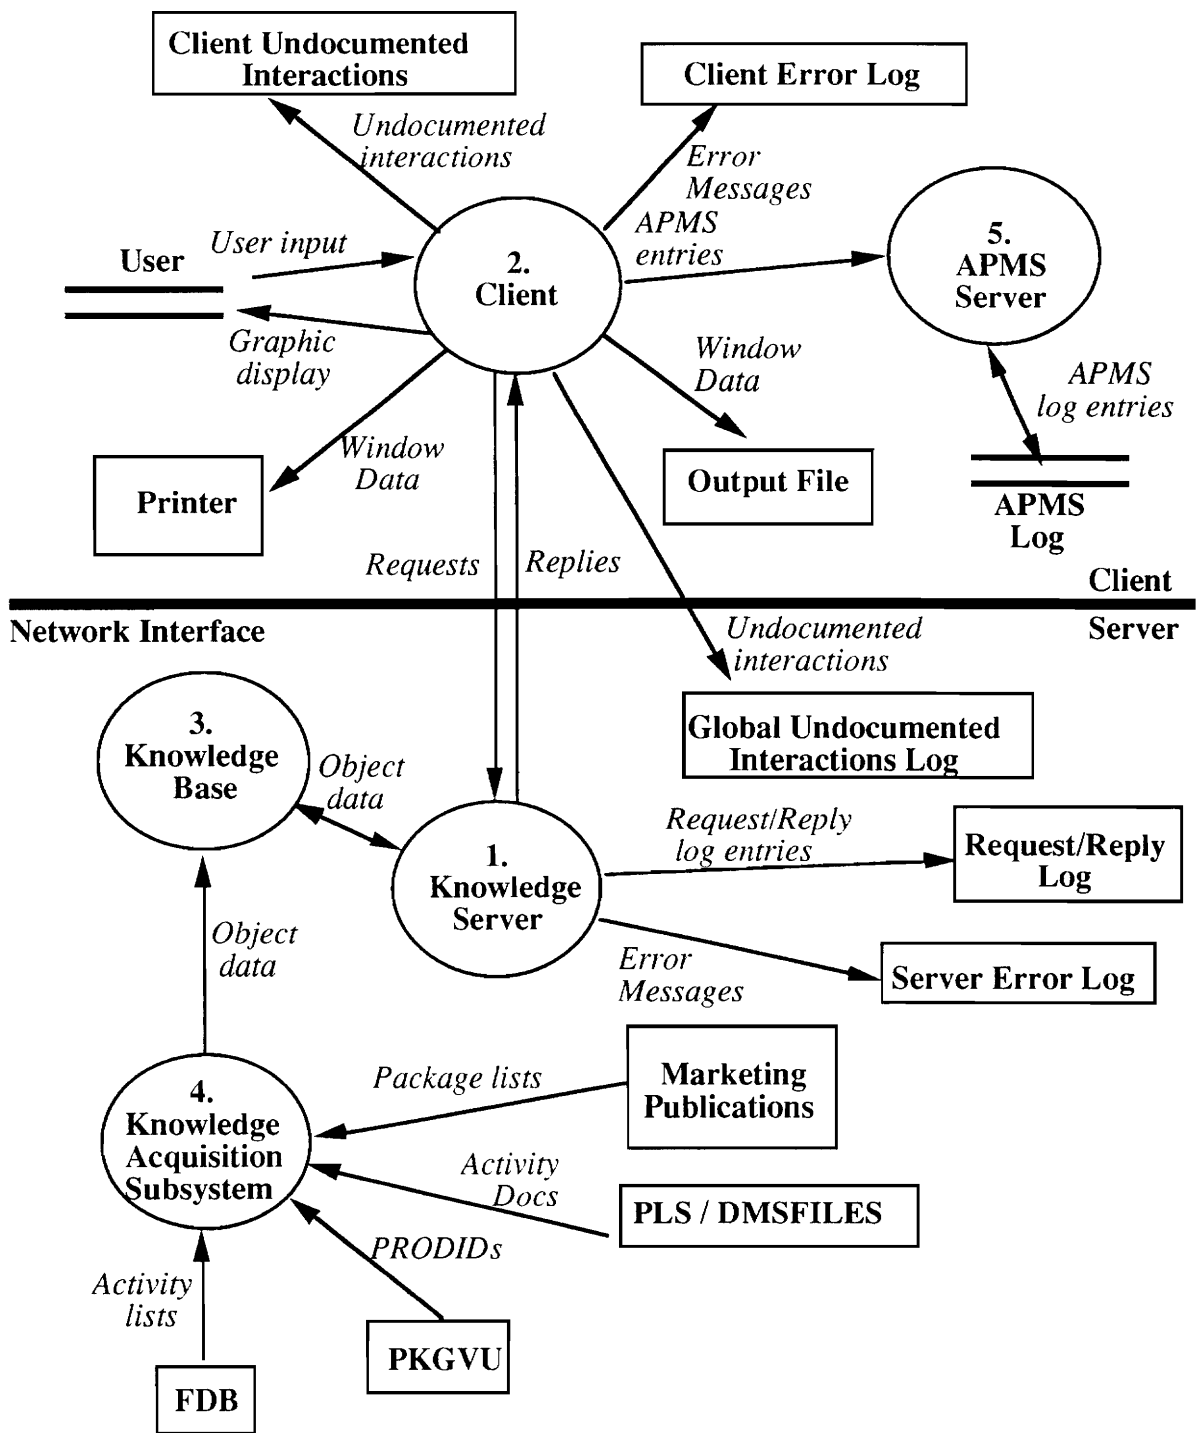 Client Undocumented
Interactions
Client Error Log
Undocumented
interactions
Error
Messages
User input
User
2.
Client
APMS
entries
5.
APMS
Server
Graphic
display
Window
Data
APMS
log entries
Window
Data
Printer
Output File
APMS
Log
Requests
Replies
Client
Network Interface
Server
Undocumented
interactions
3.
Knowledge
Base
Global Undocumented
Interactions Log
Object
data
Request/Reply
log entries
Request/Reply
Log
1.
Knowledge
Server
Object
data
Error
Messages
Server Error Log
Package lists
Marketing
Publications
4.
Knowledge
Acquisition
Subsystem
Activity
Docs
PLS / DMSFILES
PRODIDs
Activity
lists
PKGVU
FDB